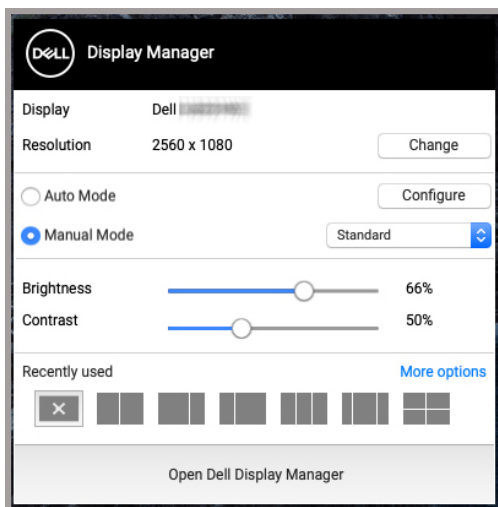 DELL Display Manager
Display Dell
Resolution 2560 x 1080 Change
Auto Mode Configure
Manual Mode Standard
Brightness 66%
Contrast 50%
Recently used More options
Open Dell Display Manager